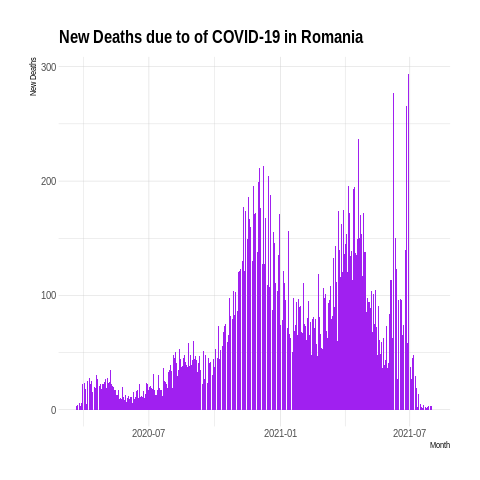 New Deaths due to of COVID-19 in Romania
New Deaths
300
200
100
0
2020-07 2021-01 2021-07
Month